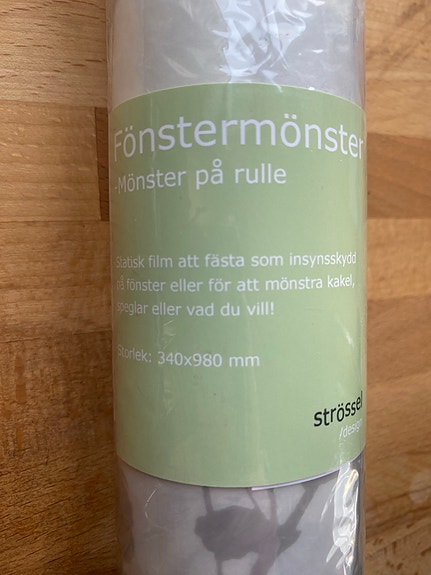 Fönstermönster
-Mönster på rulle
Statisk film att fästa som insynsskydd
på fönster eller för att mönstra kakel,
speglar eller vad du vill!
Storlek: 340x980 mm
strössel
/design